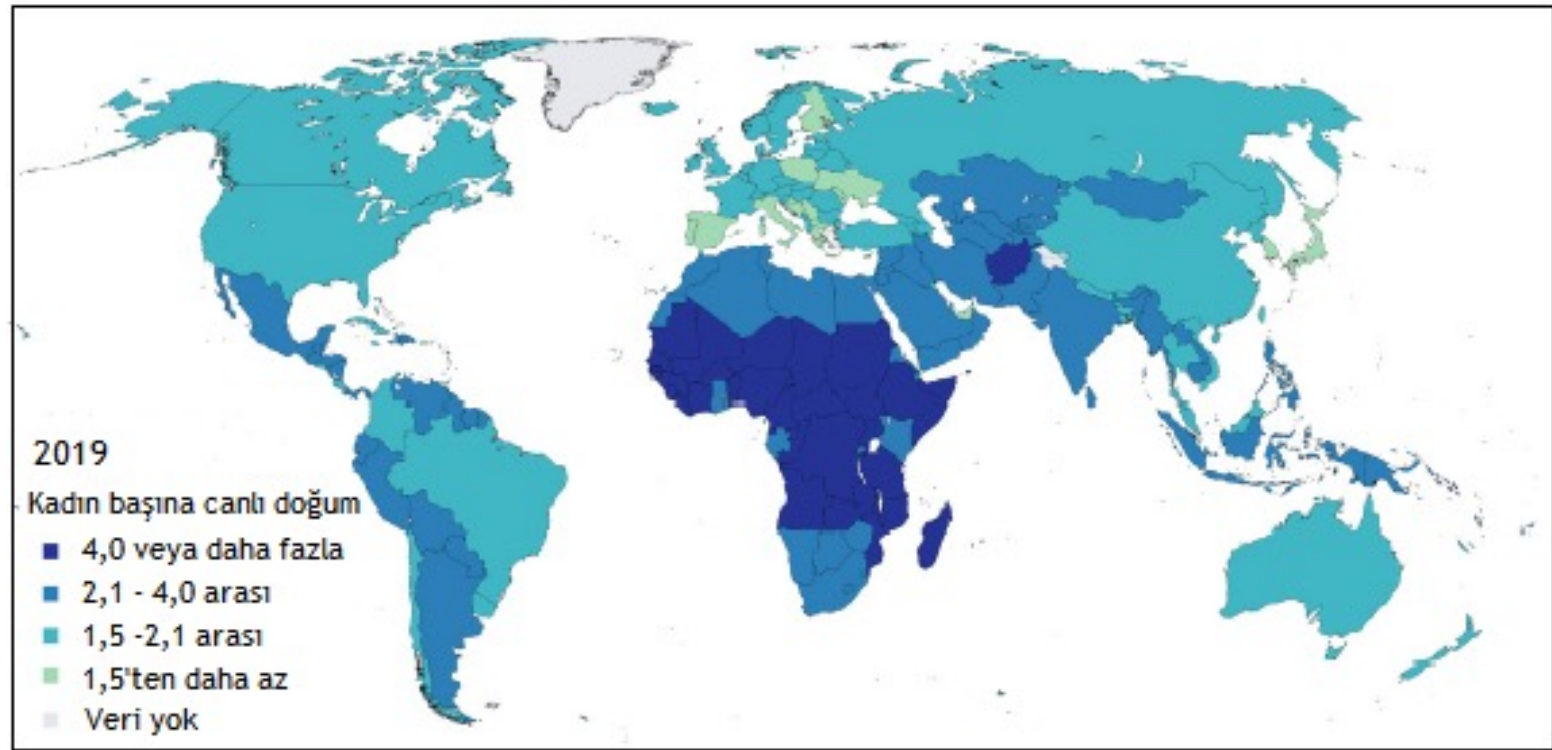 2019
Kadın başına canlı doğum
4,0 veya daha fazla
2,1 - 4,0 arası
1,5 -2,1 arası
1,5'ten daha az
Veri yok